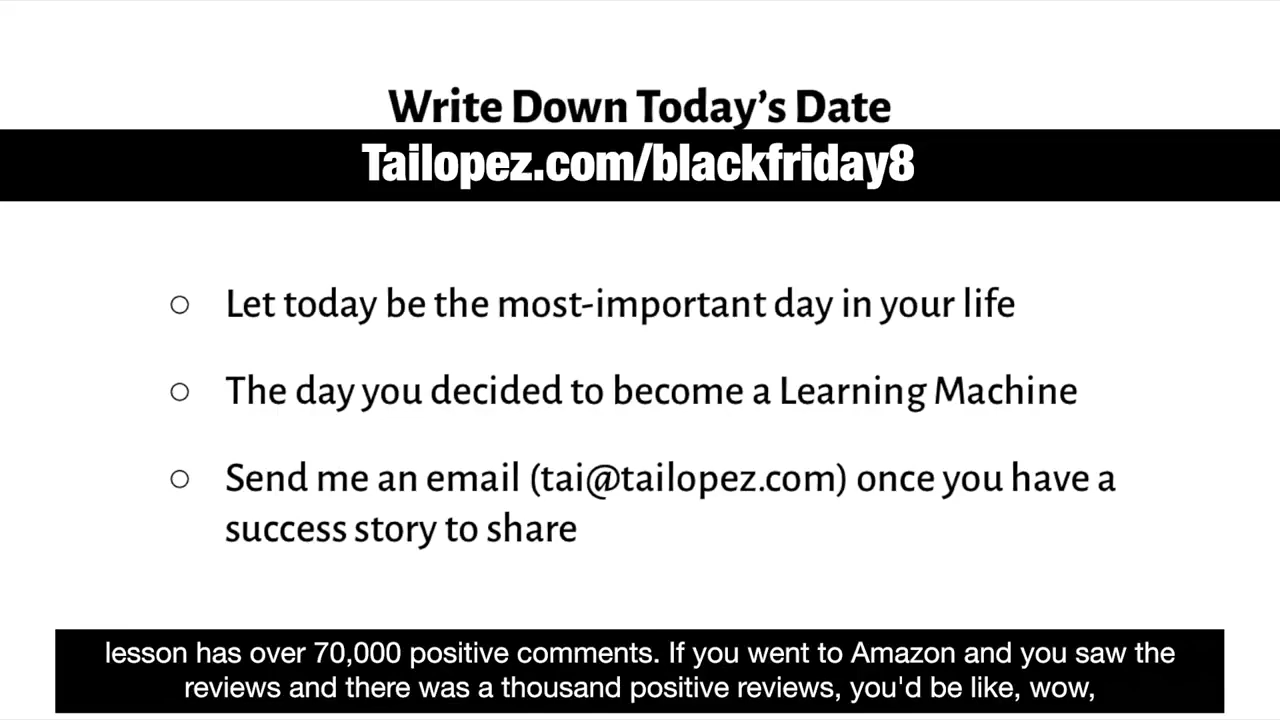 Write Down Today’s Date
Tailopez.com/blackfriday8
○ Let today be the most-important day in your life
○ The day you decided to become a Learning Machine
○ Send me an email (tai@tailopez.com) once you have a
success story to share
lesson has over 70,000 positive comments. If you went to Amazon and you saw the
reviews and there was a thousand positive reviews, you'd be like, wow,